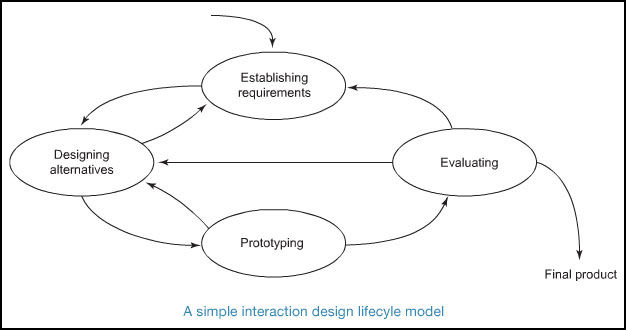 Establishing
requirements
Designing
alternatives
Evaluating
Prototyping
Final product
A simple interaction design lifecyle model